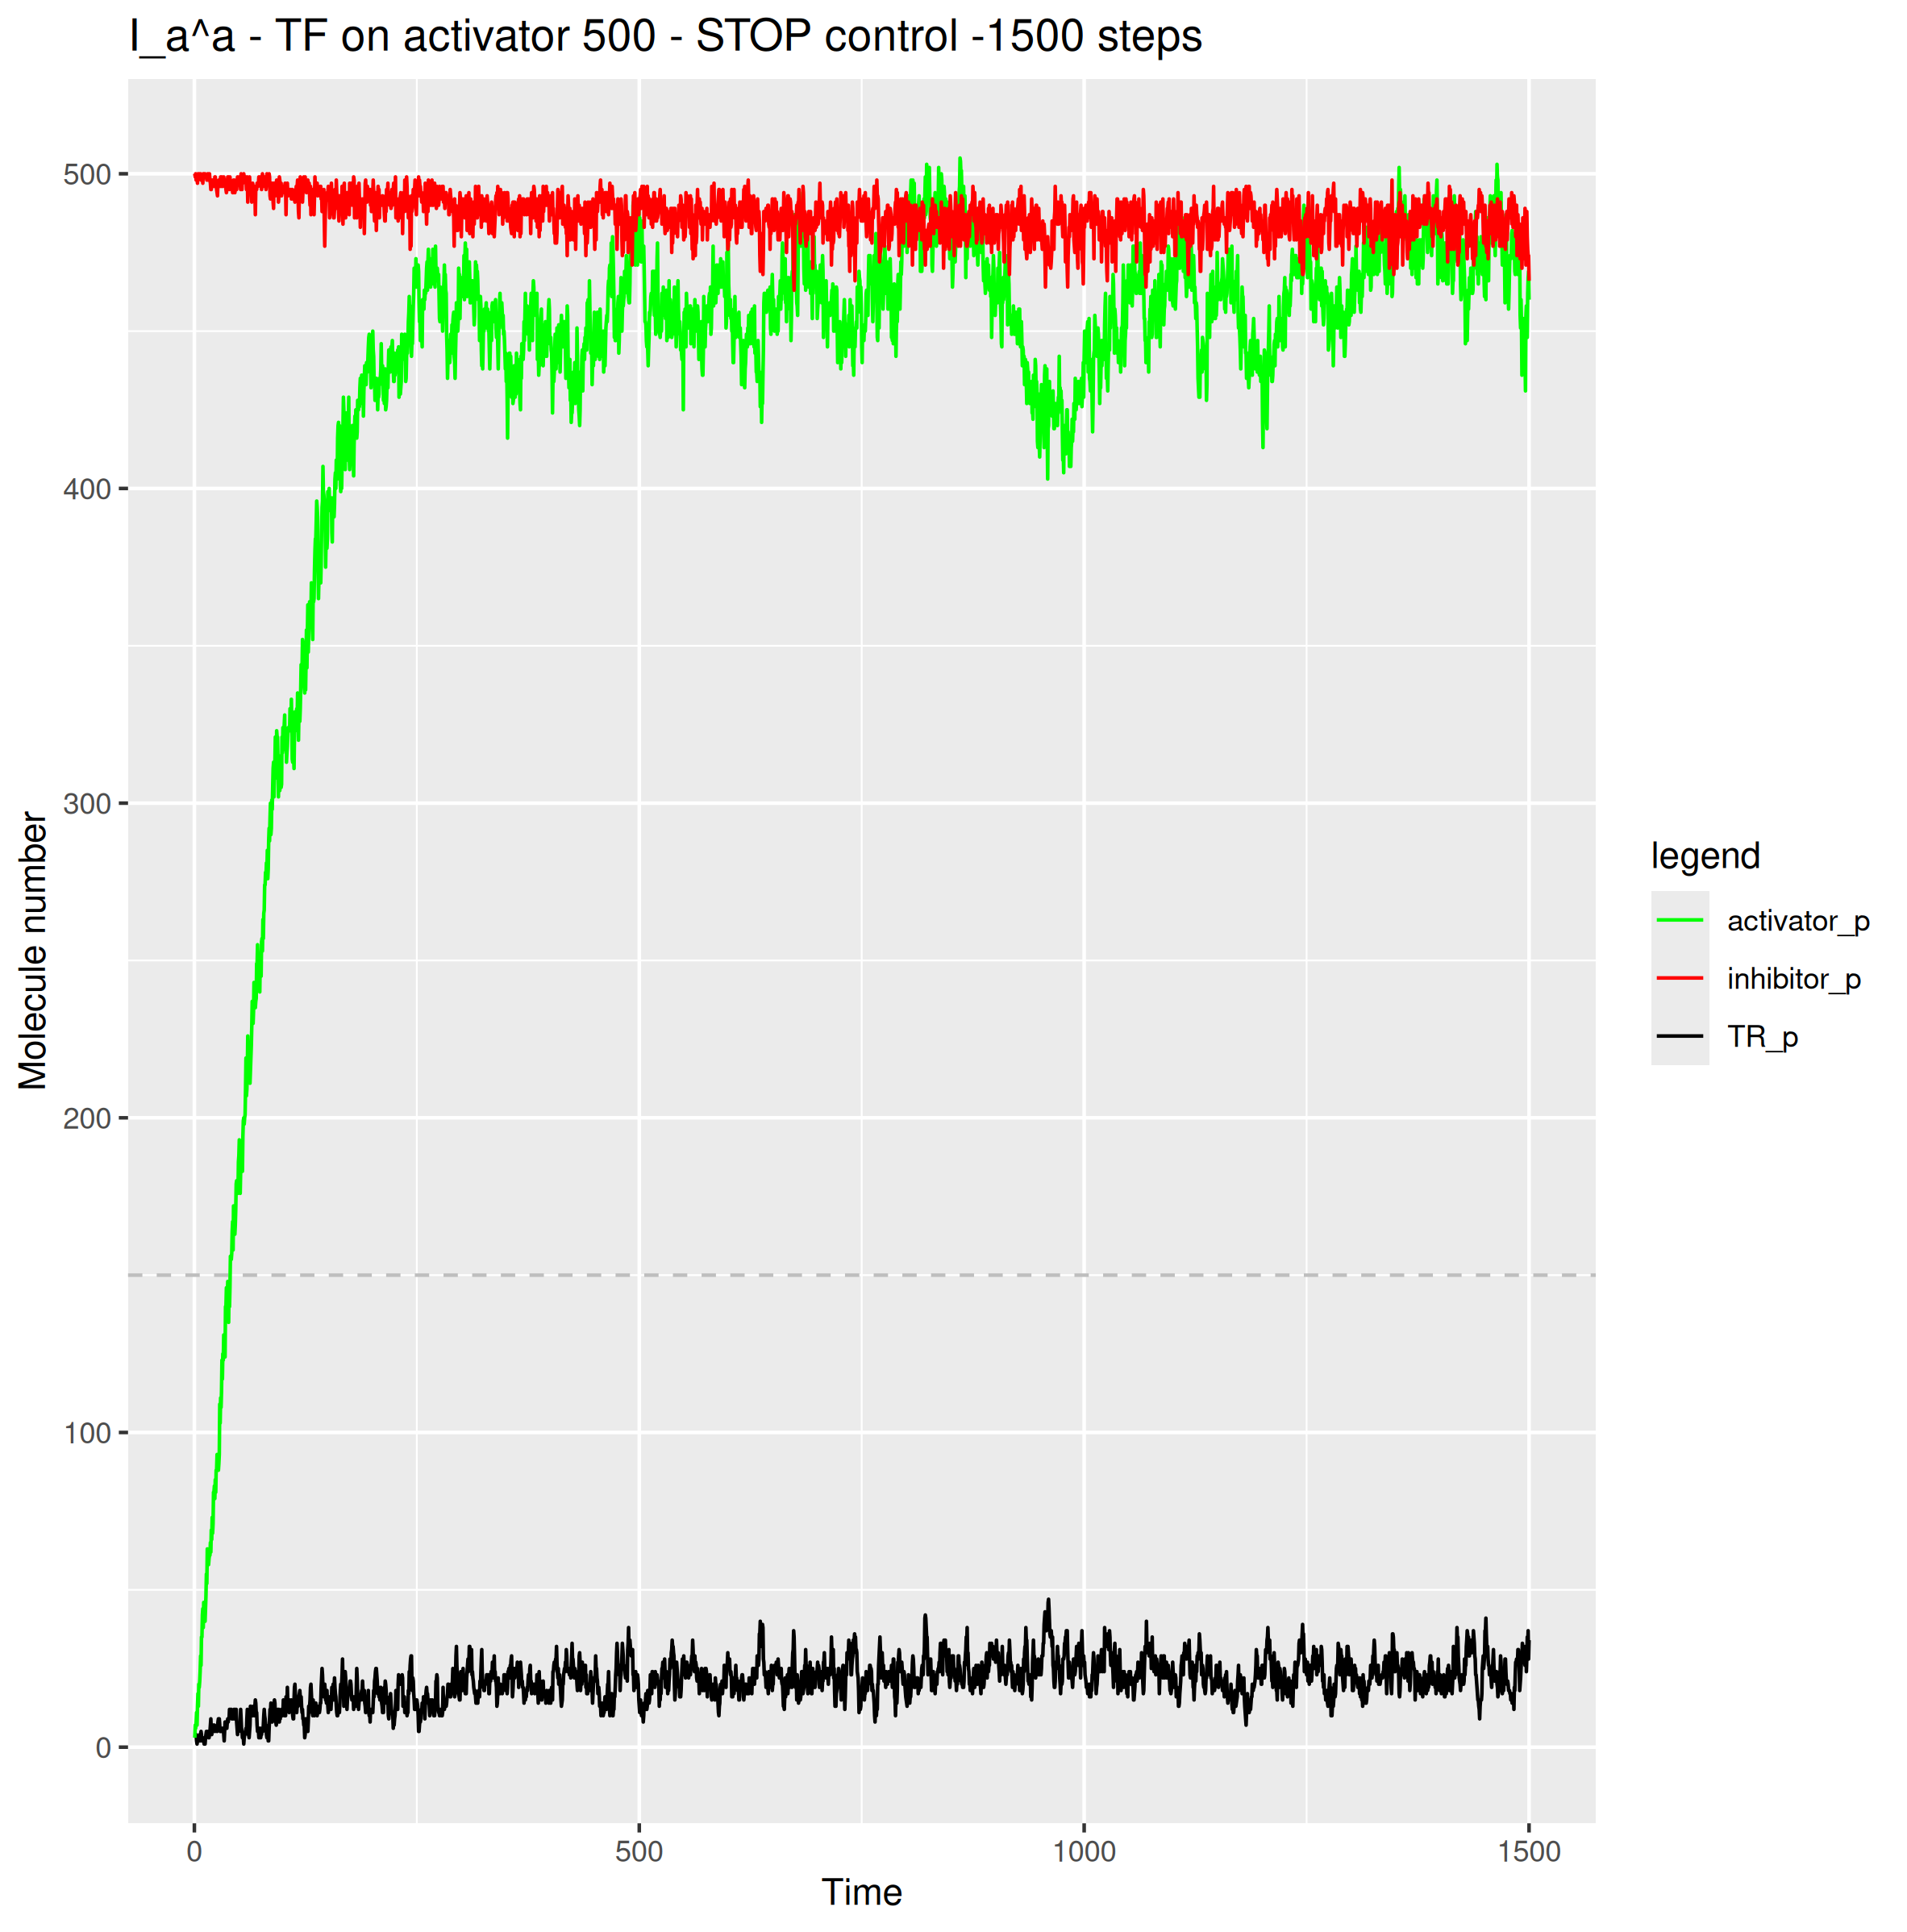 I_a^a - TF on activator 500 - STOP control -1500 steps
500
400
300
200
100
0
Molecule number
0 500 1000 1500
Time
legend
activator_p
inhibitor_p
TR_p